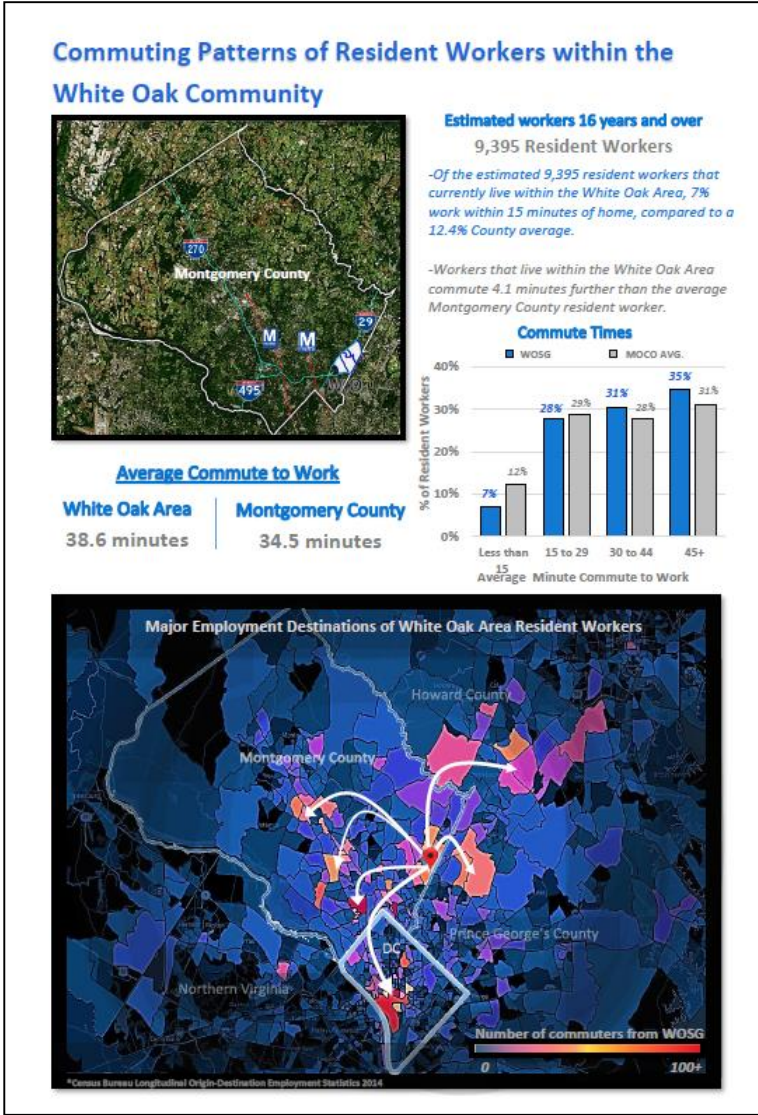 Commuting Patterns of Resident Workers within the
White Oak Community
Estimated workers 16 years and over
9,395 Resident Workers
-Of the estimated 9,395 resident workers that
currently live within the White Oak Area, 7%
work within 15 minutes of home, compared to a
12.4% County average.
-Workers that live within the White Oak Area
commute 4.1 minutes further than the average
Montgomery County resident worker.
270
Montgomery County
M
M
29
495
Average Commute to Work
White Oak Area
Montgomery County
38.6 minutes
34.5 minutes
Commute Times
WOSG
MOCO AVG.
% of Resident Workers
40%
30%
20%
10%
0%
7%
12%
28%
29%
31%
28%
35%
31%
Less than
15
15 to 29
30 to 44
45+
Average Minute Commute to Work
Major Employment Destinations of White Oak Area Resident Workers
Howard County
Montgomery County
Prince George's County
DC
Northern Virginia
Number of commuters from WOSG
0
100+
*Census Bureau Longitudinal Origin-Destination Employment Statistics 2014